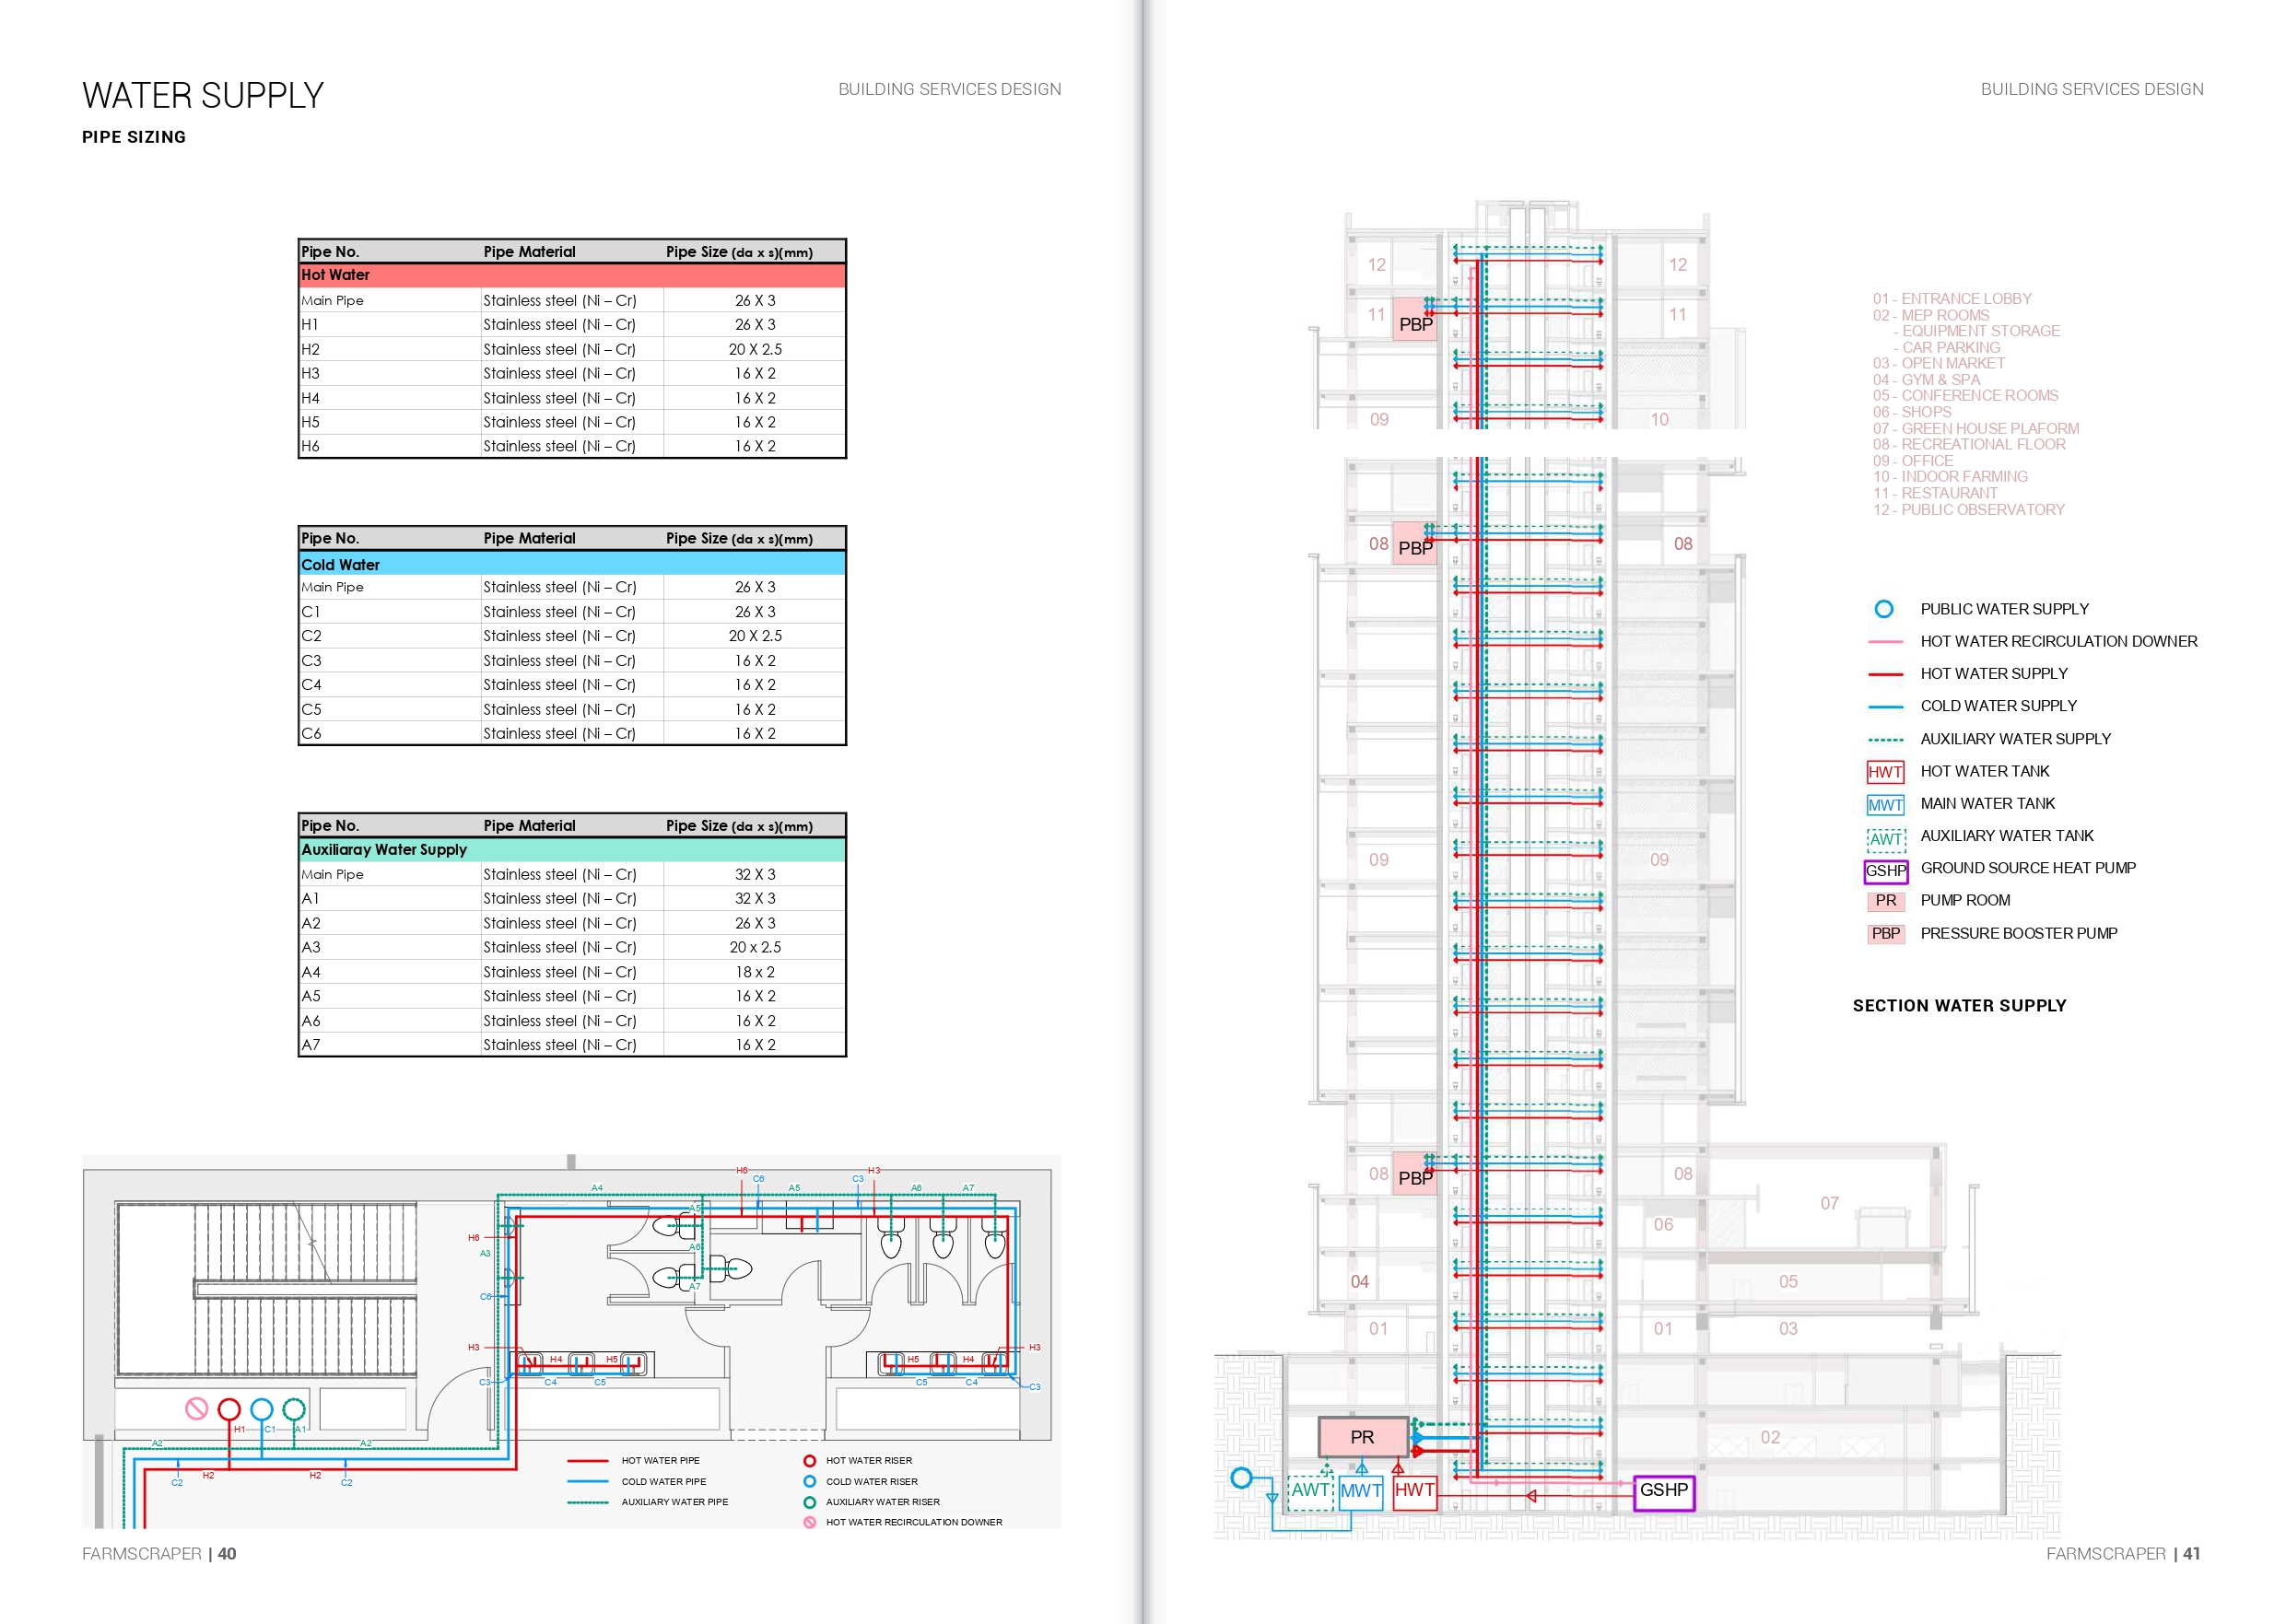 WATER SUPPLY
BUILDING SERVICES DESIGN
PIPE SIZING
Pipe No. Pipe Material Pipe Size (da x s)(mm)
Hot Water
Main Pipe Stainless steel (Ni – Cr) 26 X 3
H1 Stainless steel (Ni – Cr) 26 X 3
H2 Stainless steel (Ni – Cr) 20 X 2.5
H3 Stainless steel (Ni – Cr) 16 X 2
H4 Stainless steel (Ni – Cr) 16 X 2
H5 Stainless steel (Ni – Cr) 16 X 2
H6 Stainless steel (Ni – Cr) 16 X 2
Pipe No. Pipe Material Pipe Size (da x s)(mm)
Cold Water
Main Pipe Stainless steel (Ni – Cr) 26 X 3
C1 Stainless steel (Ni – Cr) 26 X 3
C2 Stainless steel (Ni – Cr) 20 X 2.5
C3 Stainless steel (Ni – Cr) 16 X 2
C4 Stainless steel (Ni – Cr) 16 X 2
C5 Stainless steel (Ni – Cr) 16 X 2
C6 Stainless steel (Ni – Cr) 16 X 2
Pipe No. Pipe Material Pipe Size (da x s)(mm)
Auxiliaray Water Supply
Main Pipe Stainless steel (Ni – Cr) 32 X 3
A1 Stainless steel (Ni – Cr) 32 X 3
A2 Stainless steel (Ni – Cr) 26 X 3
A3 Stainless steel (Ni – Cr) 20 x 2.5
A4 Stainless steel (Ni – Cr) 18 x 2
A5 Stainless steel (Ni – Cr) 16 X 2
A6 Stainless steel (Ni – Cr) 16 X 2
A7 Stainless steel (Ni – Cr) 16 X 2
H6 H3
C6 C3
A4 A5 A6 A7
A5
H6
A3
A6
A7
C6
H3 H3
H4 H5 H5 H4
C3 C4 C5 C5 C4 C3
H1 C1 A1
A2 A2
H2 H2
C2 C2
HOT WATER PIPE
COLD WATER PIPE
AUXILIARY WATER PIPE
HOT WATER RISER
COLD WATER RISER
AUXILIARY WATER RISER
HOT WATER RECIRCULATION DOWNER
FARMSCRAPER | 40
BUILDING SERVICES DESIGN
12 12
11 PBP 11
09 10
08 PBP 08
09 09
08 PBP 08
07
06
04 05
01 01 03
PR 02
AWT MWT HWT GSHP
01 - ENTRANCE LOBBY
02 - MEP ROOMS
- EQUIPMENT STORAGE
- CAR PARKING
03 - OPEN MARKET
04 - GYM & SPA
05 - CONFERENCE ROOMS
06 - SHOPS
07 - GREEN HOUSE PLAFORM
08 - RECREATIONAL FLOOR
09 - OFFICE
10 - INDOOR FARMING
11 - RESTAURANT
12 - PUBLIC OBSERVATORY
PUBLIC WATER SUPPLY
HOT WATER RECIRCULATION DOWNER
HOT WATER SUPPLY
COLD WATER SUPPLY
AUXILIARY WATER SUPPLY
HWT HOT WATER TANK
MWT MAIN WATER TANK
AWT AUXILIARY WATER TANK
GSHP GROUND SOURCE HEAT PUMP
PR PUMP ROOM
PBP PRESSURE BOOSTER PUMP
SECTION WATER SUPPLY
FARMSCRAPER | 41